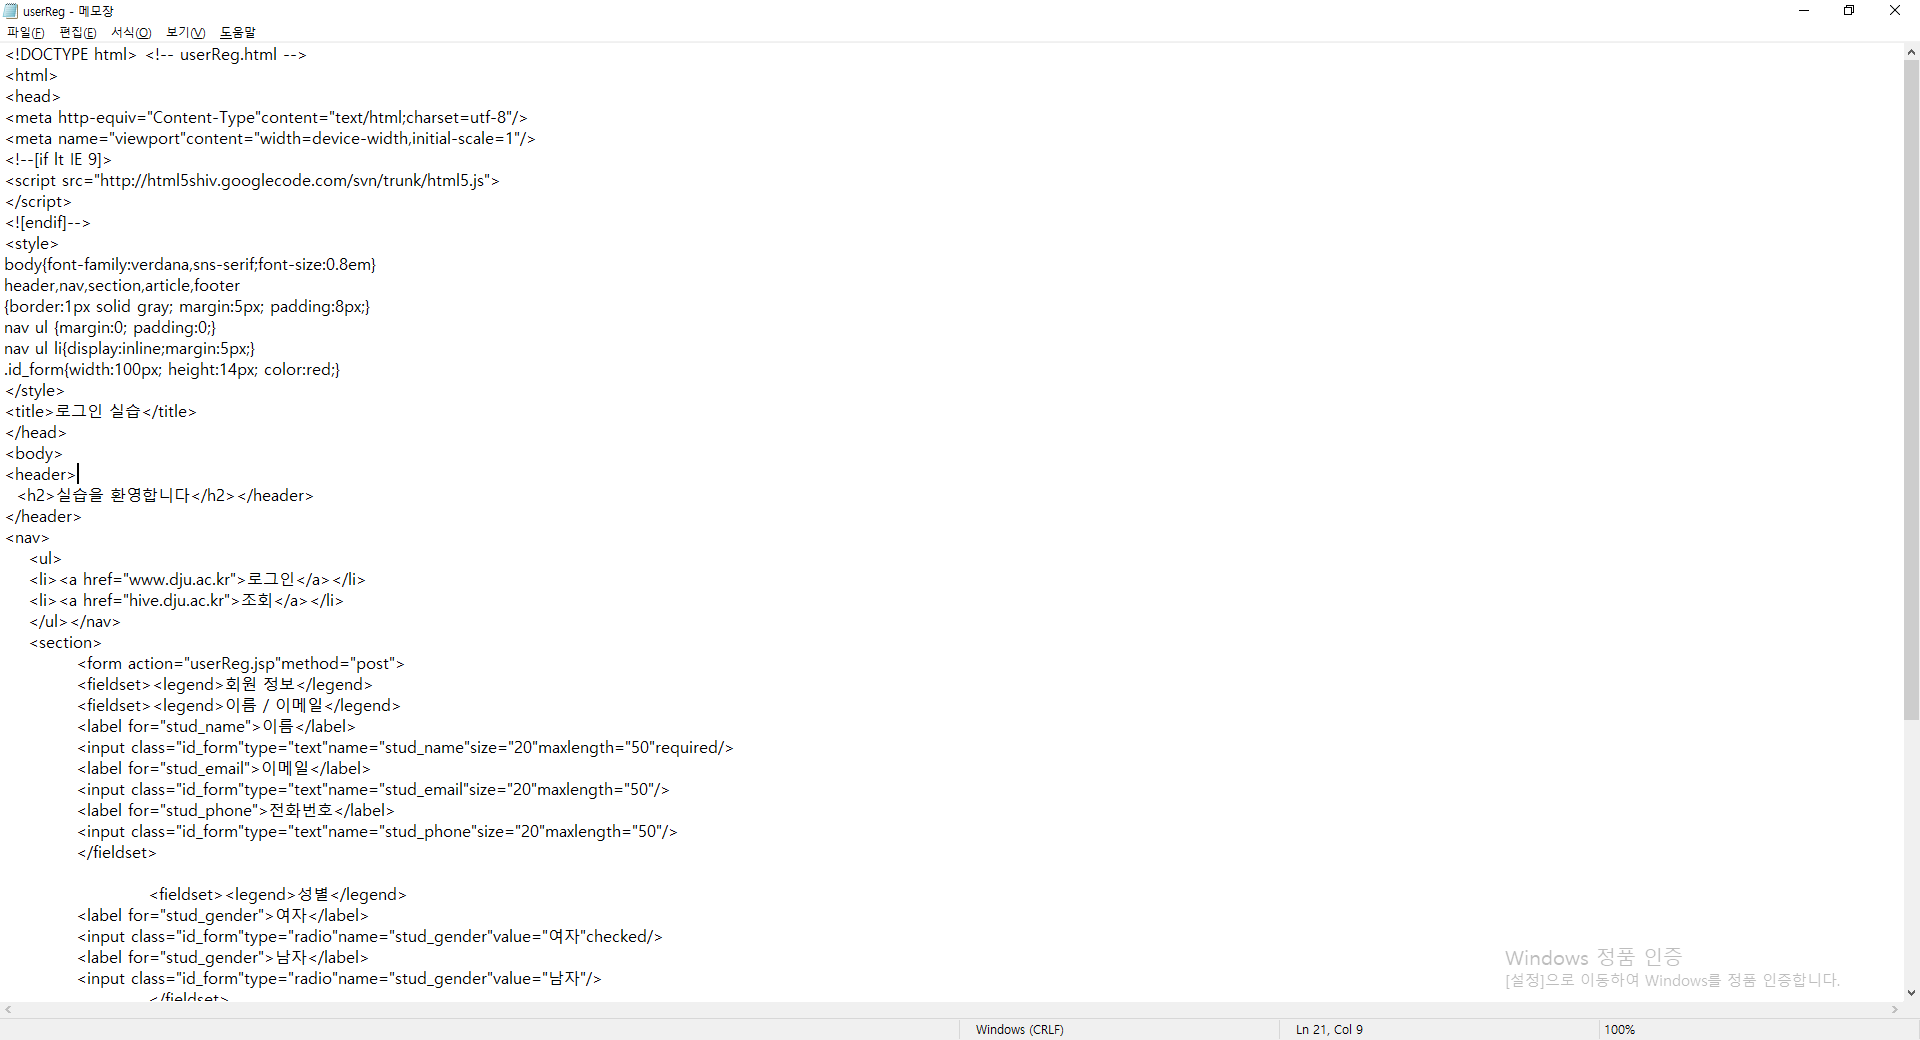 userReg - 메모장
파일(F) 편집(E) 서식(O) 보기(V) 도움말
<!DOCTYPE html> <!-- userReg.html -->
<html>
<head>
<meta http-equiv="Content-Type"content="text/html;charset=utf-8"/>
<meta name="viewport"content="width=device-width,initial-scale=1"/>
<!--[if lt IE 9]>
<script src="http://html5shiv.googlecode.com/svn/trunk/html5.js">
</script>
<![endif]-->
<style>
body{font-family:verdana,sns-serif;font-size:0.8em}
header,nav,section,article,footer
{border:1px solid gray; margin:5px; padding:8px;}
nav ul {margin:0; padding:0;}
nav ul li{display:inline;margin:5px;}
.id_form{width:100px; height:14px; color:red;}
</style>
<title>로그인 실습</title>
</head>
<body>
<header>
<h2>실습을 환영합니다</h2></header>
</header>
<nav>
<ul>
<li><a href="www.dju.ac.kr">로그인</a></li>
<li><a href="hive.dju.ac.kr">조회</a></li>
</ul></nav>
<section>
<form action="userReg.jsp"method="post">
<fieldset><legend>회원 정보</legend>
<fieldset><legend>이름 / 이메일</legend>
<label for="stud_name">이름</label>
<input class="id_form"type="text"name="stud_name"size="20"maxlength="50"required/>
<label for="stud_email">이메일</label>
<input class="id_form"type="text"name="stud_email"size="20"maxlength="50"/>
<label for="stud_phone">전화번호</label>
<input class="id_form"type="text"name="stud_phone"size="20"maxlength="50"/>
</fieldset>
<fieldset><legend>성별</legend>
<label for="stud_gender">여자</label>
<input class="id_form"type="radio"name="stud_gender"value="여자"checked/>
<label for="stud_gender">남자</label>
<input class="id_form"type="radio"name="stud_gender"value="남자"/>
</fieldset>
Windows 정품 인증
[설정]으로 이동하여 Windows를 정품 인증합니다.
Windows (CRLF) Ln 21, Col 9 100%